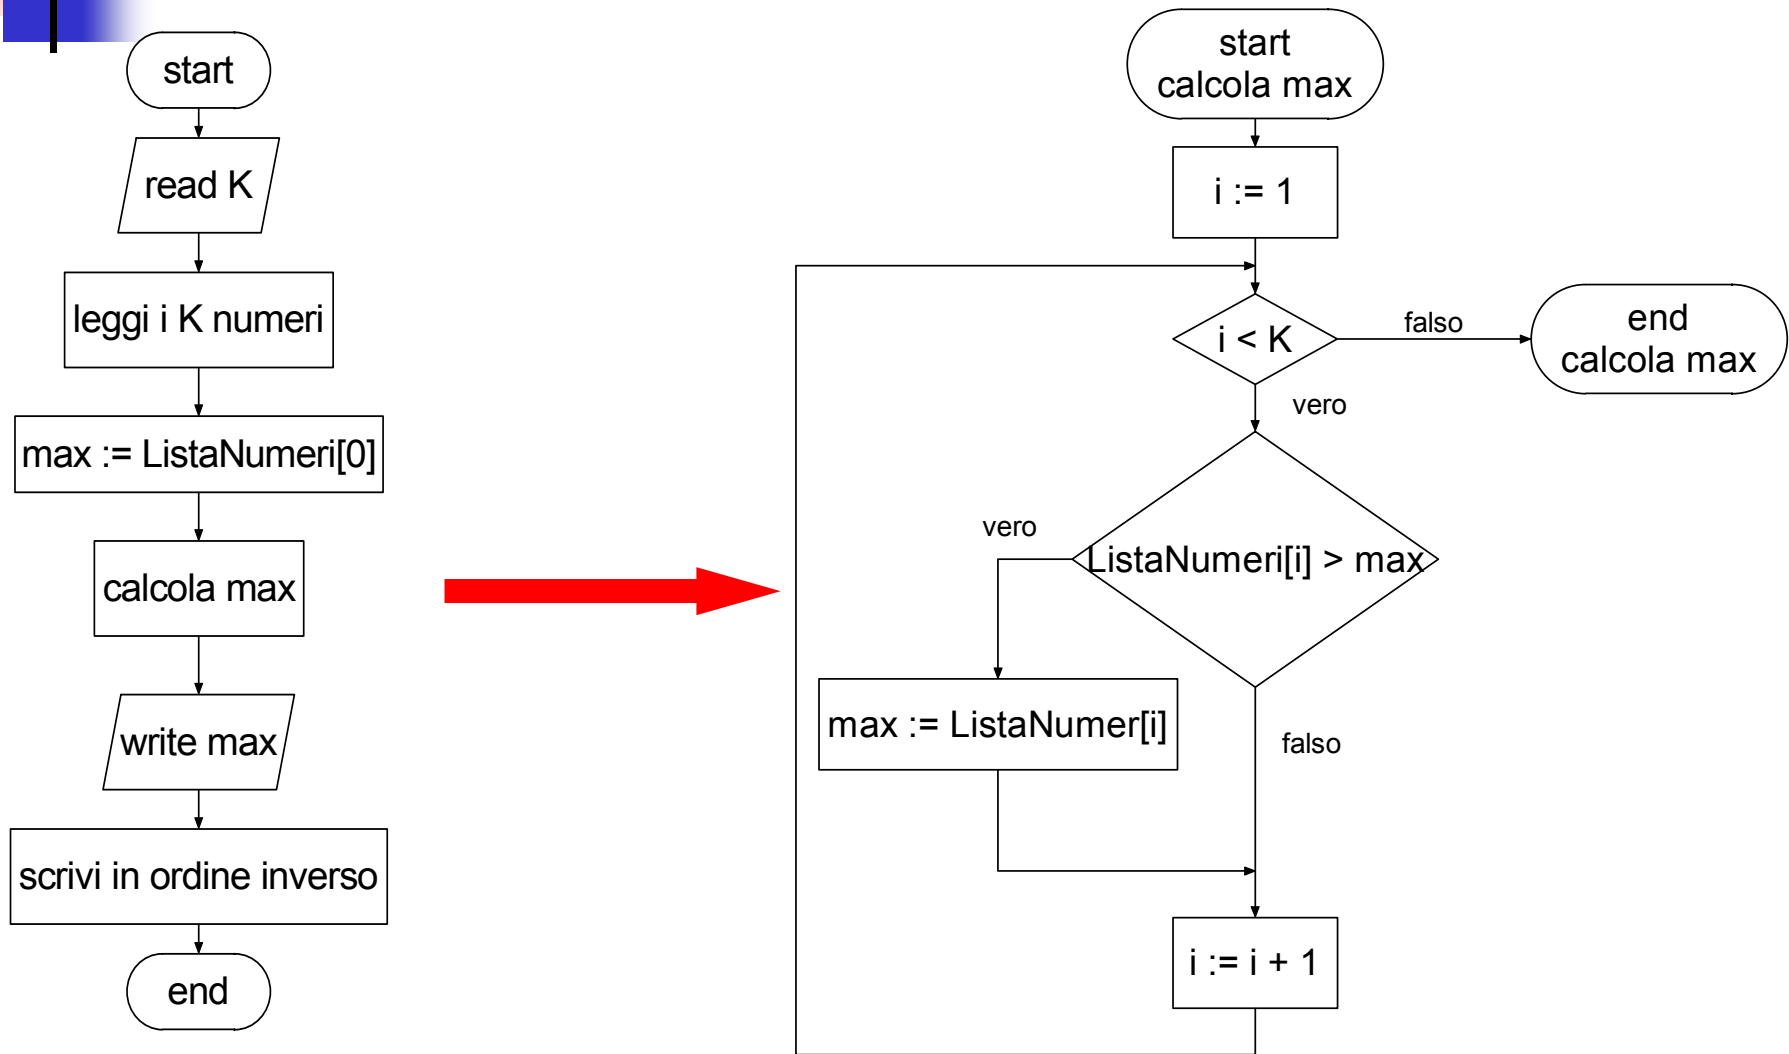 start
read K
leggi i K numeri
max := ListaNumeri[0]
calcola max
write max
scrivi in ordine inverso
end
start
calcola max
i := 1
i < K
falso
end
calcola max
vero
vero
ListaNumeri[i] > max
max := ListaNumer[i]
falso
i := i + 1